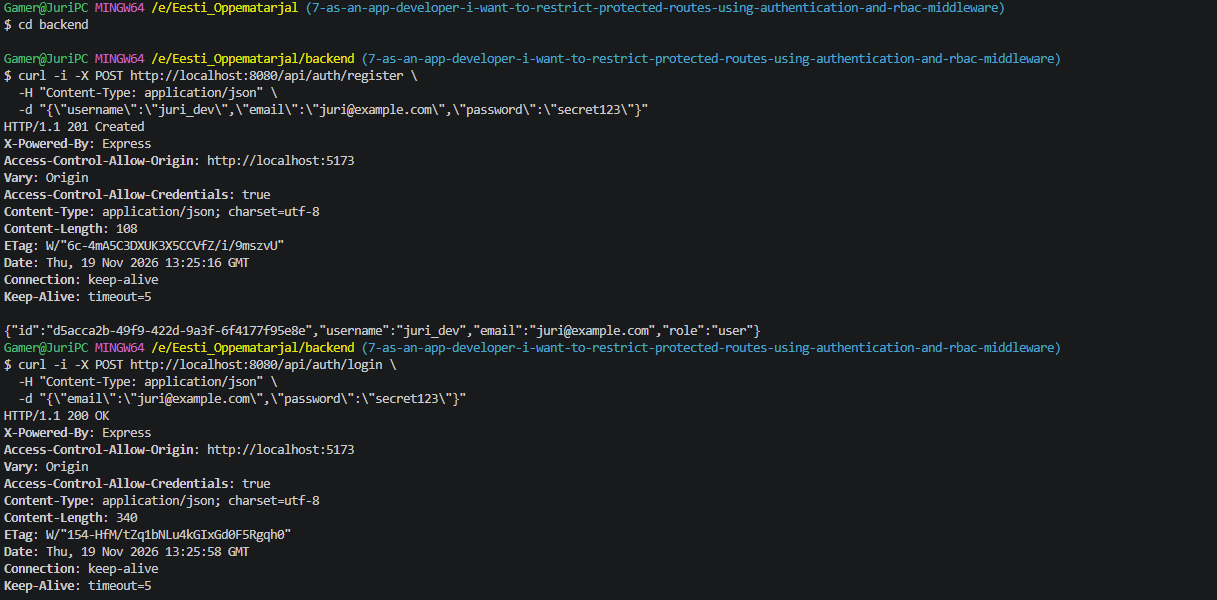 Gamer@JuriPC MINGW64 /e/Eesti_Oppematarjal (7-as-an-app-developer-i-want-to-restrict-protected-routes-using-authentication-and-rbac-middleware)
$ cd backend
Gamer@JuriPC MINGW64 /e/Eesti_Oppematarjal/backend (7-as-an-app-developer-i-want-to-restrict-protected-routes-using-authentication-and-rbac-middleware)
$ curl -i -X POST http://localhost:8080/api/auth/register \
-H "Content-Type: application/json" \
-d "{\"username\":\"juri_dev\",\"email\":\"juri@example.com\",\"password\":\"secret123\"}"
HTTP/1.1 201 Created
X-Powered-By: Express
Access-Control-Allow-Origin: http://localhost:5173
Vary: Origin
Access-Control-Allow-Credentials: true
Content-Type: application/json; charset=utf-8
Content-Length: 108
ETag: W/"6c-4mA5C3DXUK3X5CCVfZ/i/9mszvU"
Date: Thu, 19 Nov 2026 13:25:16 GMT
Connection: keep-alive
Keep-Alive: timeout=5
{"id":"d5acca2b-49f9-422d-9a3f-6f4177f95e8e","username":"juri_dev","email":"juri@example.com","role":"user"}
Gamer@JuriPC MINGW64 /e/Eesti_Oppematarjal/backend (7-as-an-app-developer-i-want-to-restrict-protected-routes-using-authentication-and-rbac-middleware)
$ curl -i -X POST http://localhost:8080/api/auth/login \
-H "Content-Type: application/json" \
-d "{\"email\":\"juri@example.com\",\"password\":\"secret123\"}"
HTTP/1.1 200 OK
X-Powered-By: Express
Access-Control-Allow-Origin: http://localhost:5173
Vary: Origin
Access-Control-Allow-Credentials: true
Content-Type: application/json; charset=utf-8
Content-Length: 340
ETag: W/"154-HfM/tZq1bNLu4kGIxGd0F5Rgqh0"
Date: Thu, 19 Nov 2026 13:25:58 GMT
Connection: keep-alive
Keep-Alive: timeout=5